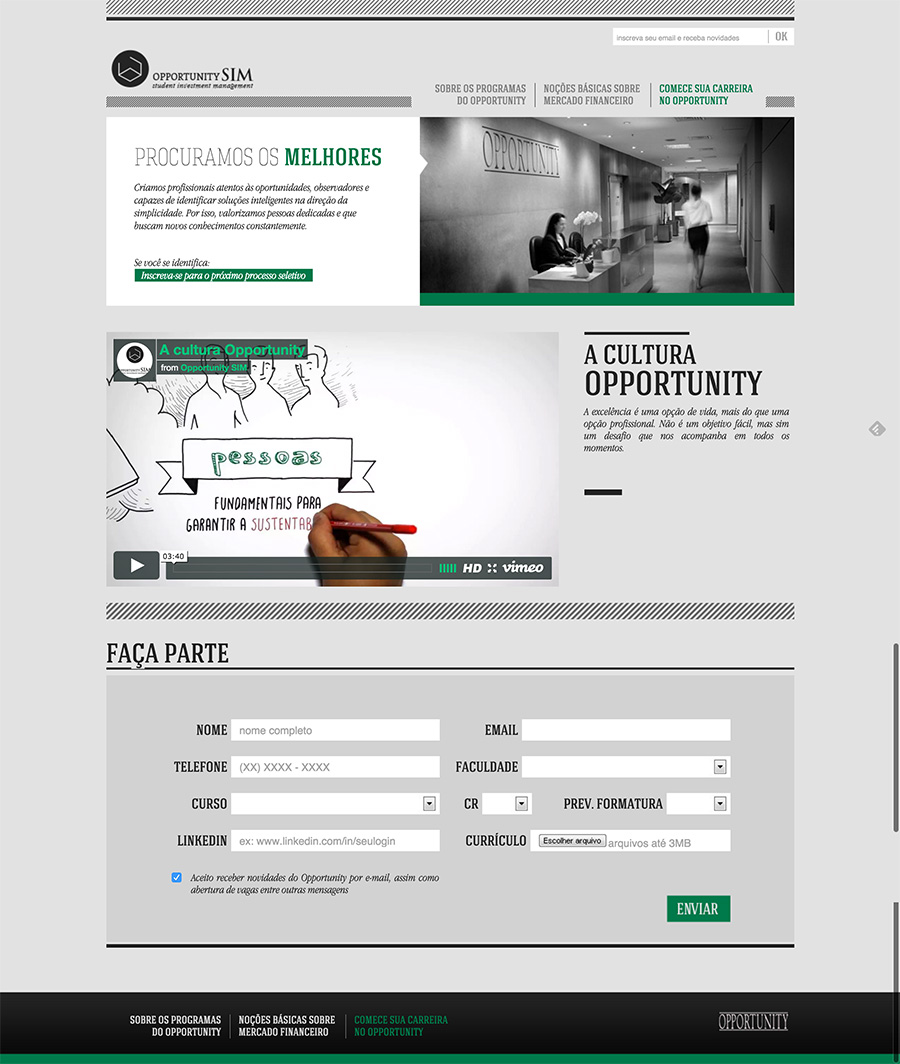 inscreva seu email e receba novidades
OK
OPPORTUNITY SIM
student investment management
SOBRE OS PROGRAMAS
DO OPPORTUNITY
NOÇÕES BÁSICAS SOBRE
MERCADO FINANCEIRO
COMECE SUA CARREIRA
NO OPPORTUNITY
PROCURAMOS OS MELHORES
Criamos profissionais atentos às oportunidades, observadores e
capazes de identificar soluções inteligentes na direção da
simplicidade. Por isso, valorizamos pessoas dedicadas e que
buscam novos conhecimentos constantemente.
Se você se identifica:
Inscreva-se para o próximo processo seletivo
OPPORTUNITY
A cultura Opportunity
from Opportunity SIM
pessoas
FUNDAMENTAIS PARA
GARANTIR A SUSTENTAB
03:40
HD vimeo
A CULTURA
OPPORTUNITY
A excelência é uma opção de vida, mais do que uma
opção profissional. Não é um objetivo fácil, mas sim
um desafio que nos acompanha em todos os
momentos.
FAÇA PARTE
NOME nome completo
EMAIL
TELEFONE (XX) XXXX - XXXX
FACULDADE
CURSO
CR
PREV. FORMATURA
LINKEDIN ex: www.linkedin.com/in/seulogin
CURRÍCULO Escolher arquivo arquivos até 3MB
Aceito receber novidades do Opportunity por e-mail, assim como
abertura de vagas entre outras mensagens
ENVIAR
SOBRE OS PROGRAMAS
DO OPPORTUNITY
NOÇÕES BÁSICAS SOBRE
MERCADO FINANCEIRO
COMECE SUA CARREIRA
NO OPPORTUNITY
OPPORTUNITY